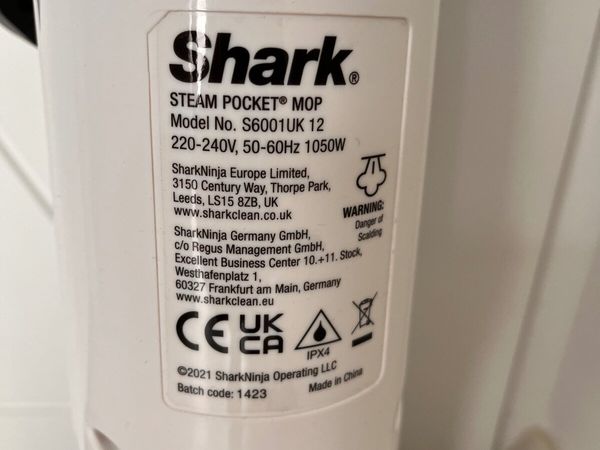 Shark®
STEAM POCKET® MOP
Model No. S6001UK 12
220-240V, 50-60Hz 1050W
SharkNinja Europe Limited,
3150 Century Way, Thorpe Park,
Leeds, LS15 8ZB, UK
www.sharkclean.co.uk
WARNING:
Danger of
Scalding
SharkNinja Germany GmbH,
c/o Regus Management GmbH,
Excellent Business Center 10.+11. Stock,
Westhafenplatz 1,
60327 Frankfurt am Main, Germany
www.sharkclean.eu
CE UK
CA
IPX4
©2021 SharkNinja Operating LLC
Batch code: 1423
Made in China